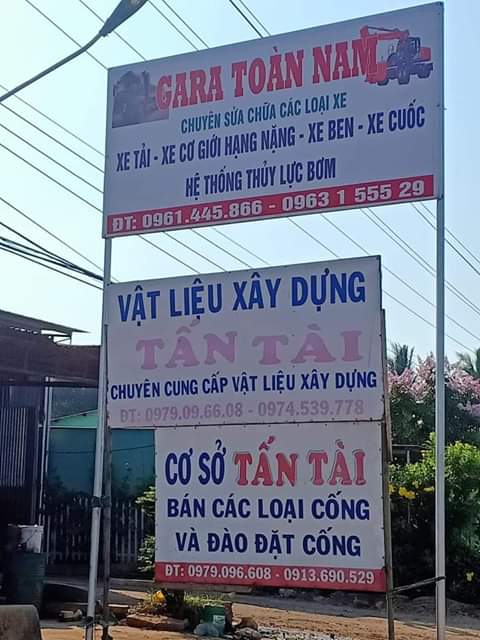 GARA TOÀN NAM
CHUYÊN SỬA CHỮA CÁC LOẠI XE
XE TẢI - XE CƠ GIỚI HẠNG NẶNG - XE BEN - XE CUỐC
HỆ THỐNG THỦY LỰC BƠM
ĐT: 0961.445.866 - 0963 1 555 29
VẬT LIỆU XÂY DỰNG
TẤN TÀI
CHUYÊN CUNG CẤP VẬT LIỆU XÂY DỰNG
ĐT: 0979.09.66.08 - 0974.539.778
CƠ SỞ TẤN TÀI
BÁN CÁC LOẠI CỐNG
VÀ ĐÀO ĐẶT CỐNG
ĐT: 0979.096.608 - 0913.690.529